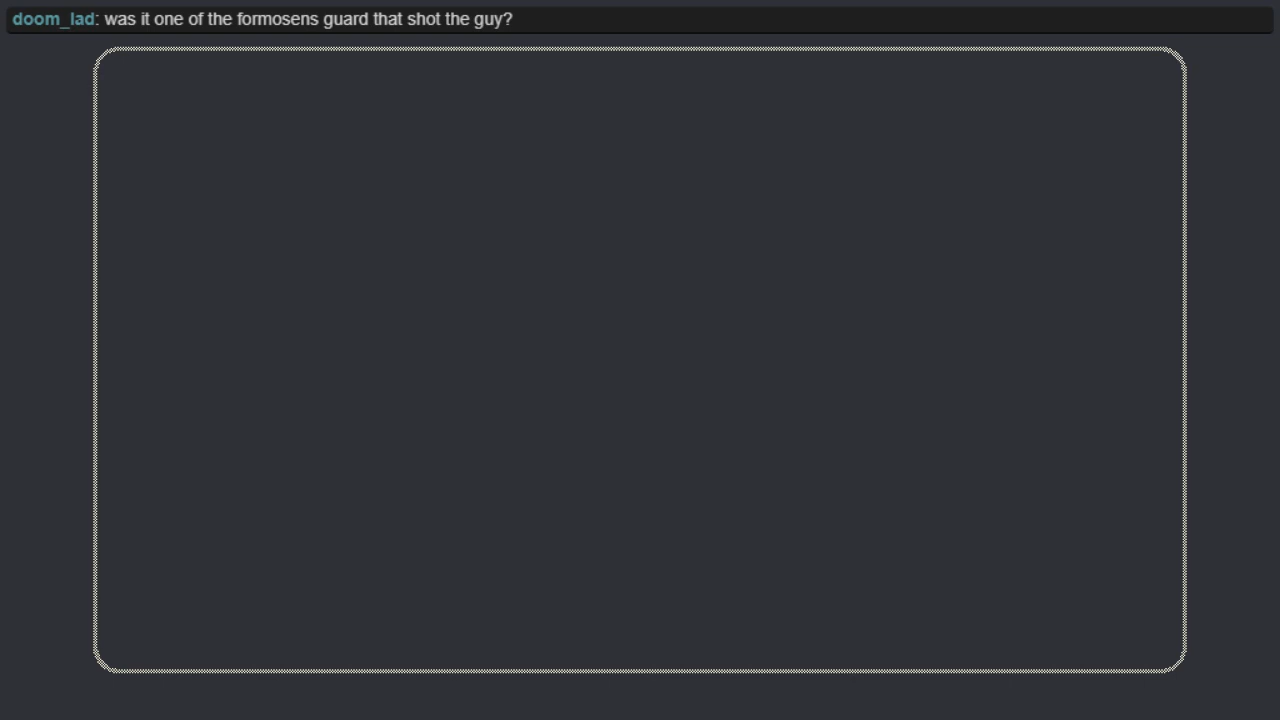 doom_lad: was it one of the formosens guard that shot the guy?